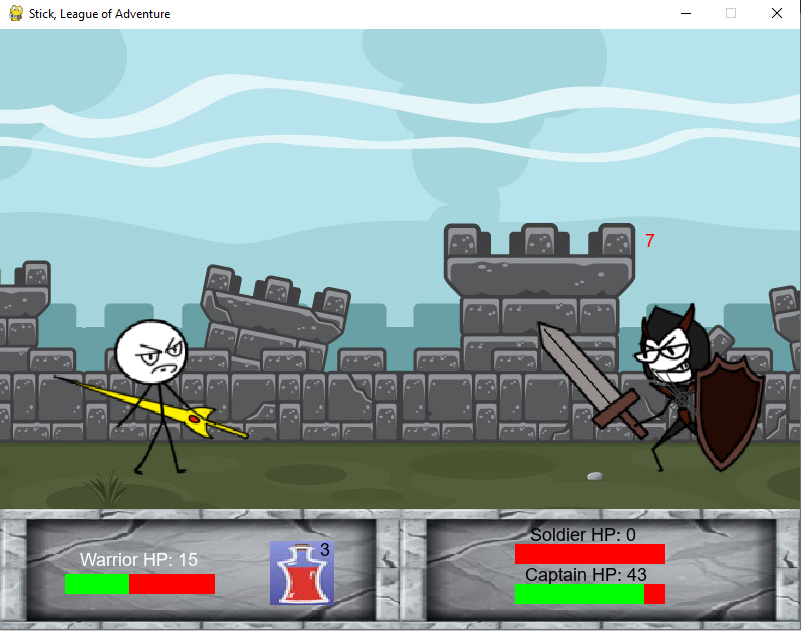 Stick, League of Adventure
7
Warrior HP: 15
3
Soldier HP: 0
Captain HP: 43